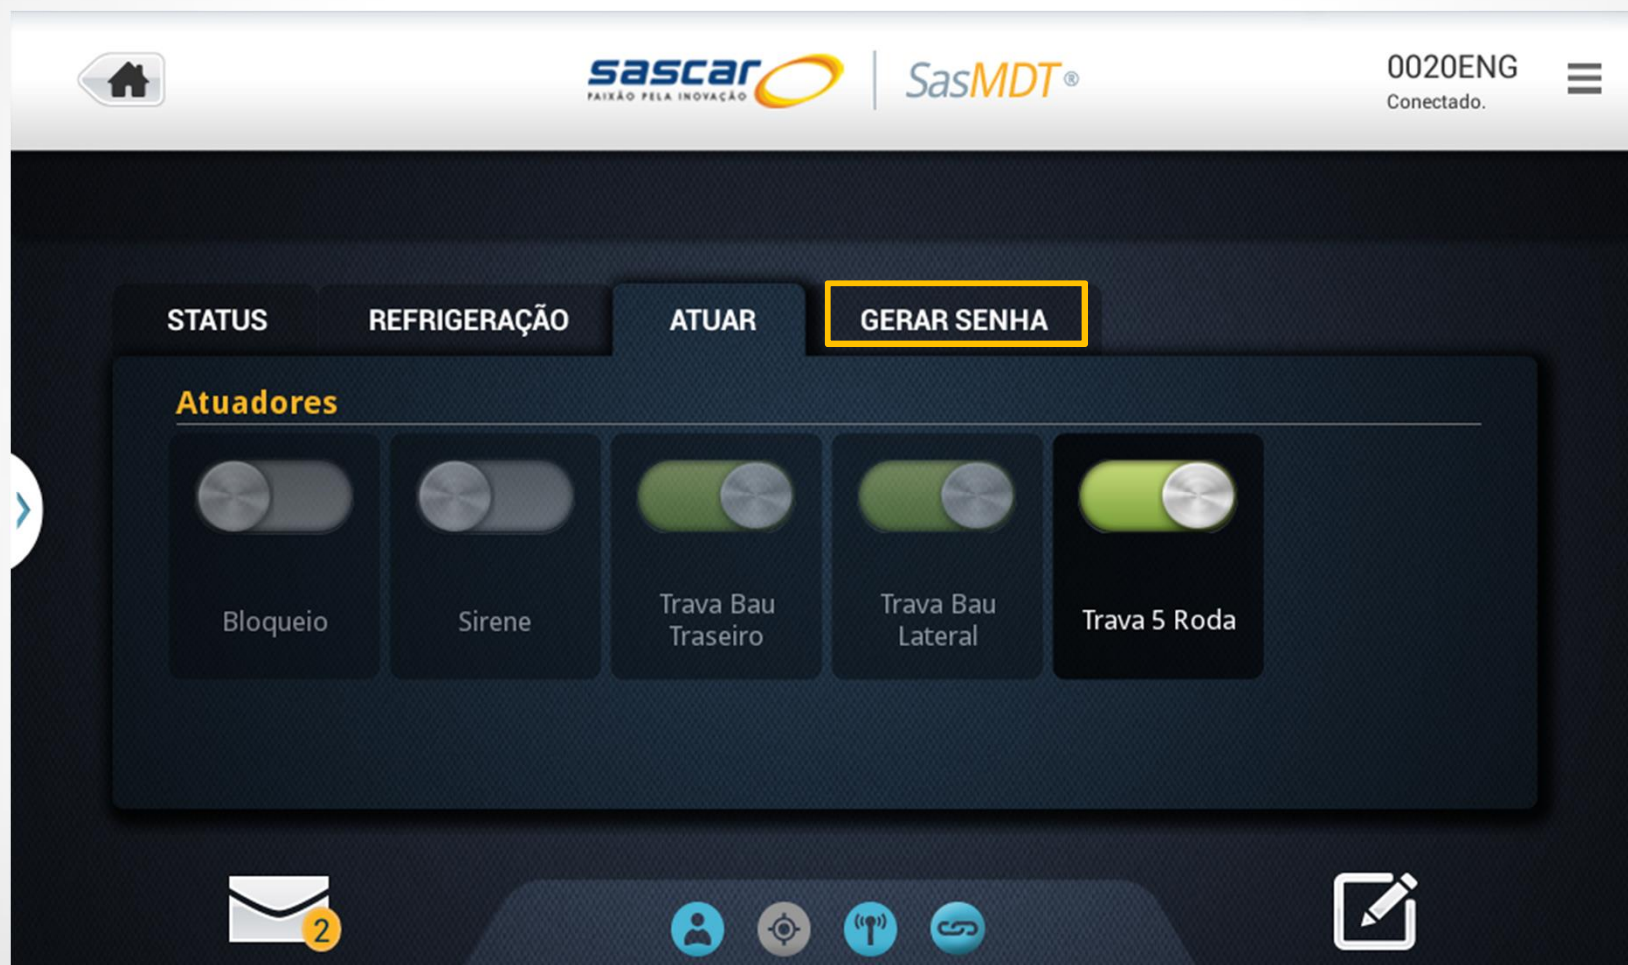 sascar
PAIXÃO PELA INOVAÇÃO
SasMDT®
0020ENG
Conectado.
STATUS
REFRIGERAÇÃO
ATUAR
GERAR SENHA
Atuadores
Bloqueio
Sirene
Trava Bau
Traseiro
Trava Bau
Lateral
Trava 5 Roda
2